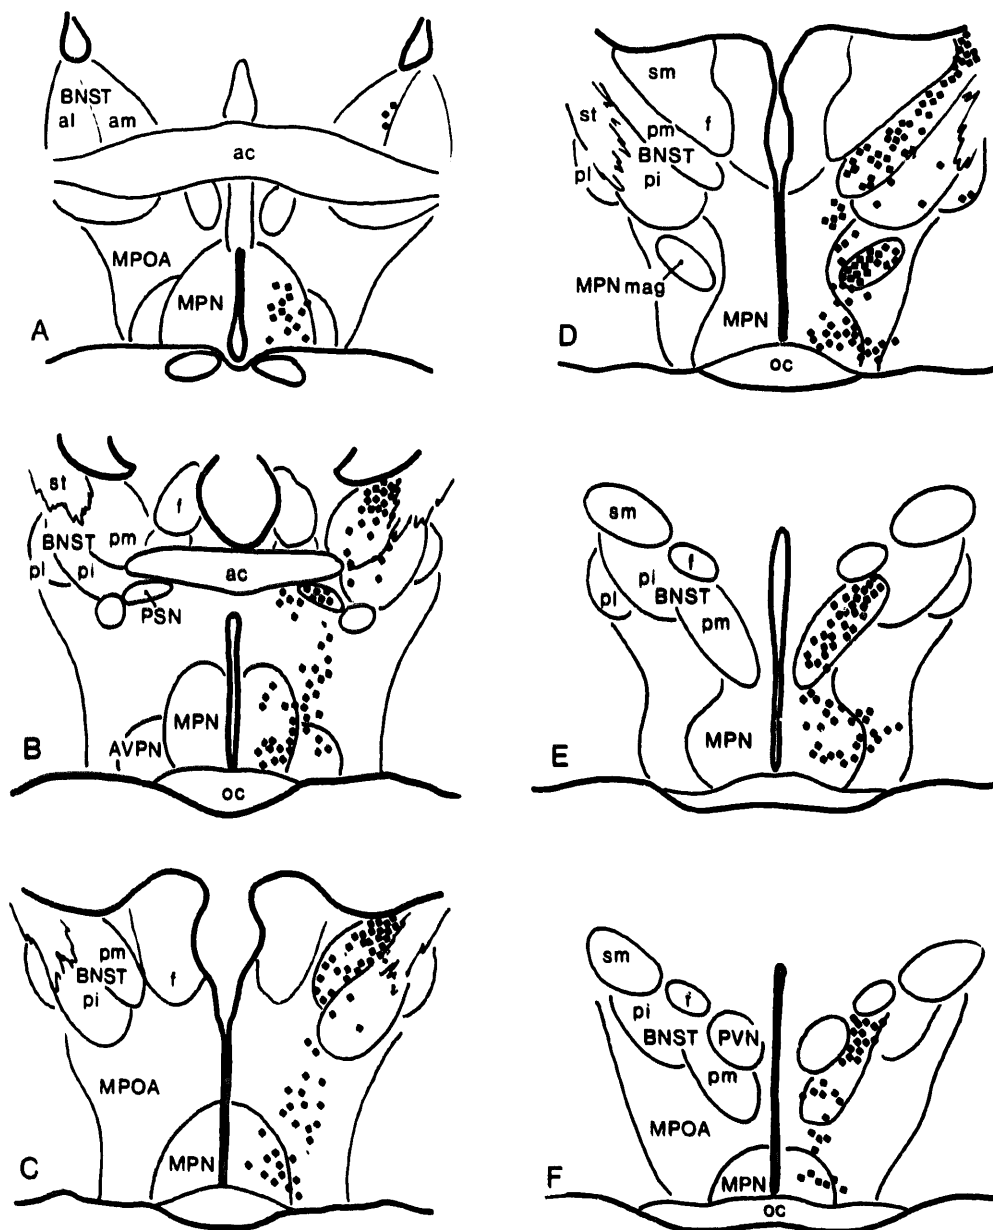 BNST
al am
ac
MPOA
MPN
A
st
f
BNST pm
pl pi
ac
PSN
MPN
AVPN
B
oc
pm
BNST f
pi
MPOA
MPN
C
sm
st
pm f
BNST
pl pi
MPN mag
MPN
D
oc
sm
f
pi
BNST
pl
pm
MPN
E
sm
f
pi
BNST PVN
pm
MPOA
MPN
F
oc